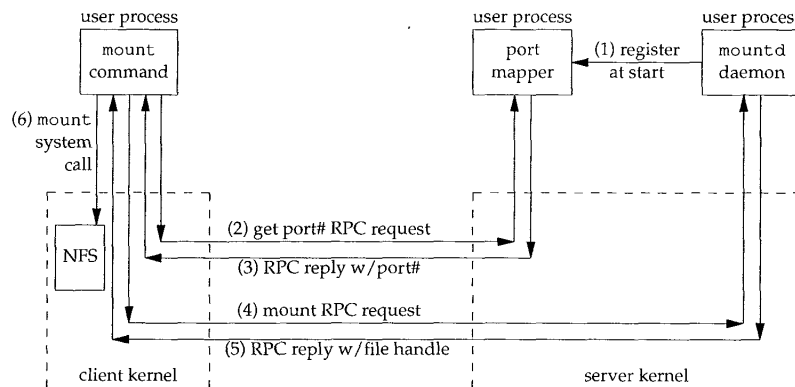 user process
user process
user process
mount
command
port
mapper
(1) register
at start
mountd
daemon
(6) mount
system
call
NFS
(2) get port# RPC request
(3) RPC reply w/port#
(4) mount RPC request
(5) RPC reply w/file handle
client kernel
server kernel